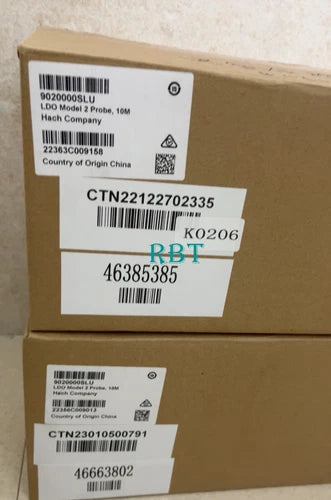 9020000SLU
LDO Model 2 Probe, 10M
Hach Company
22363C009158
Country of Origin China
CTN22122702335
K0206
RBT
46385385
9020000SLU
LDO Model 2 Probe, 10M
Hach Company
22356C009013
Country of Origin China
CTN23010500791
46663802